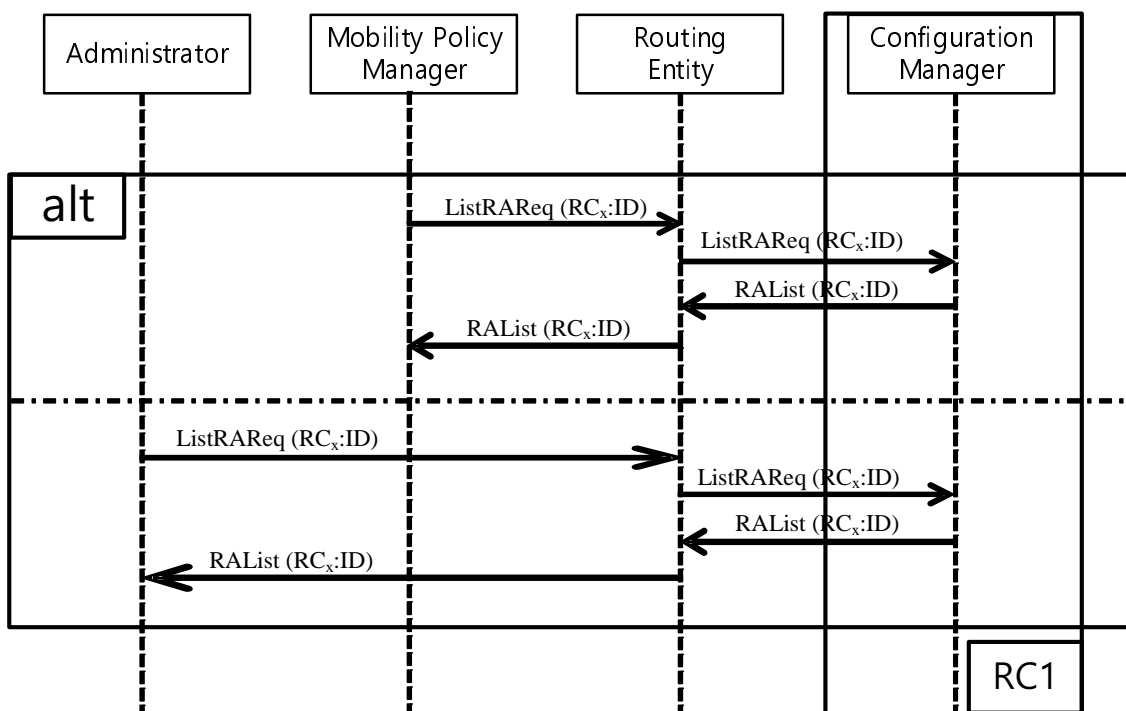 Administrator
Mobility Policy
Manager
Routing
Entity
Configuration
Manager
alt
ListRAReq (RCx:ID)
ListRAReq (RCx:ID)
RAList (RCx:ID)
RAList (RCx:ID)
ListRAReq (RCx:ID)
ListRAReq (RCx:ID)
RAList (RCx:ID)
RAList (RCx:ID)
RC1